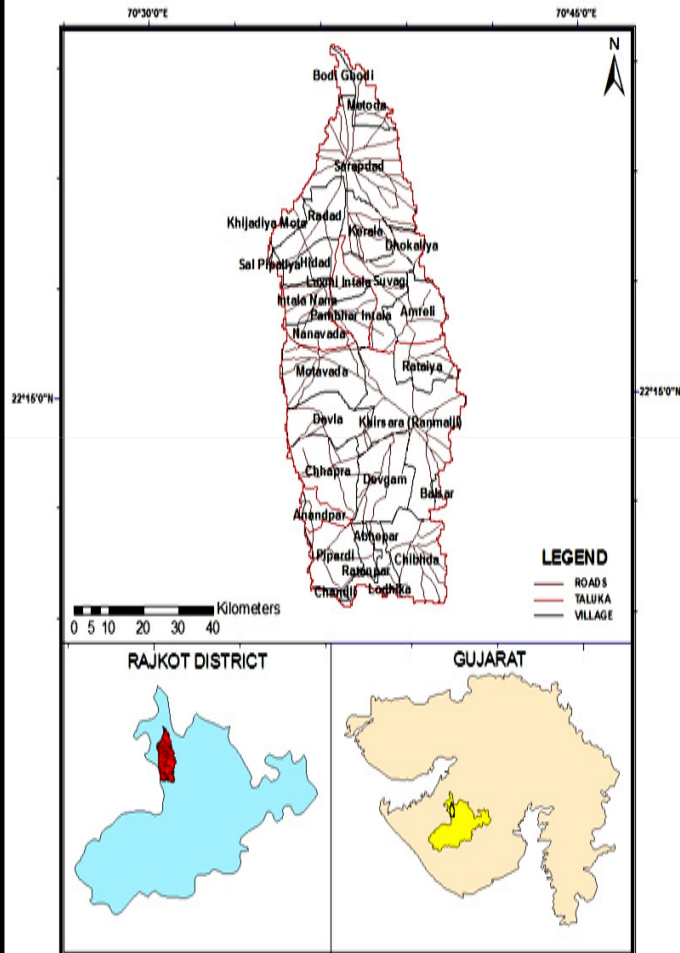 70°30'0"E
70°45'0"E
N
Bodi Ghodi
Metoda
Sarapdad
Khijadiya Mota
Radad
Kerala
Dhokaliya
Sal Pipaliya
Hidad
Laxmi Intala
Suvag
Intala Nana
Pambhar Intala
Amreli
Nanavada
Motavada
Rataiya
22°15'0"N
22°15'0"N
Devla
Khirsara (Ranmalji)
Chhapra
Devgam
Balsar
Anandpar
Abhepar
Pipardi
Chibhda
Ratanpar
Chandli
Lodhika
LEGEND
ROADS
TALUKA
VILLAGE
Kilometers
0 5 10 20 30 40
RAJKOT DISTRICT
GUJARAT